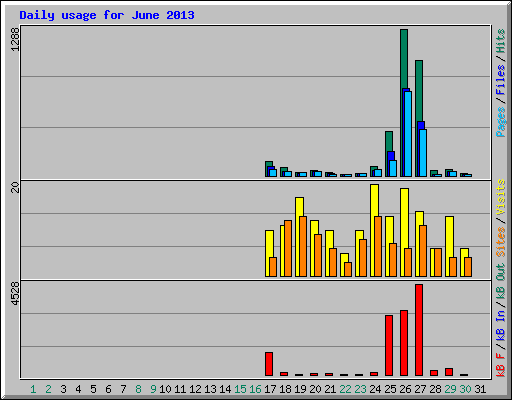 Daily usage for June 2013
1288
Pages / Files / Hits
20
Sites / Visits
4528
kB F / kB In / kB Out
1 2 3 4 5 6 7 8 9 10 11 12 13 14 15 16 17 18 19 20 21 22 23 24 25 26 27 28 29 30 31